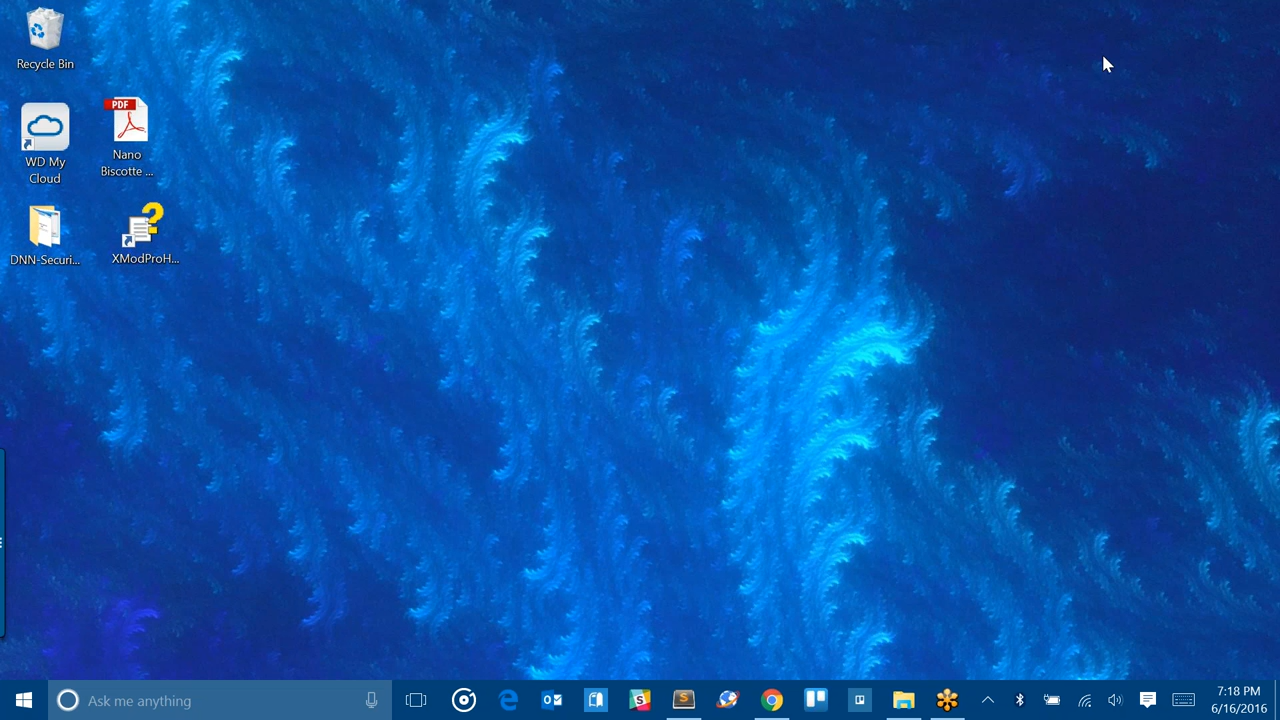 Recycle Bin
WD My
Cloud
PDF
Nano
Biscotte ...
DNN-Securi...
XModProH...
Ask me anything
7:18 PM
6/16/2016